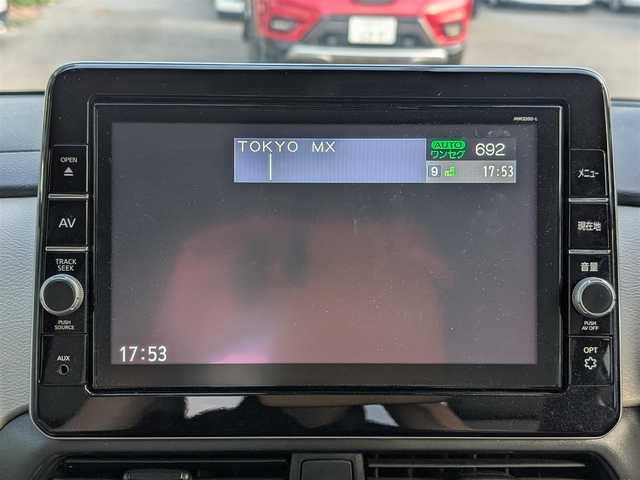 OPEN
AV
TRACK
SEEK
PUSH
SOURCE
AUX
TOKYO MX
AUTO
ワンセグ
692
9
17:53
17:53
メニュー
現在地
音量
PUSH
AV OFF
OPT